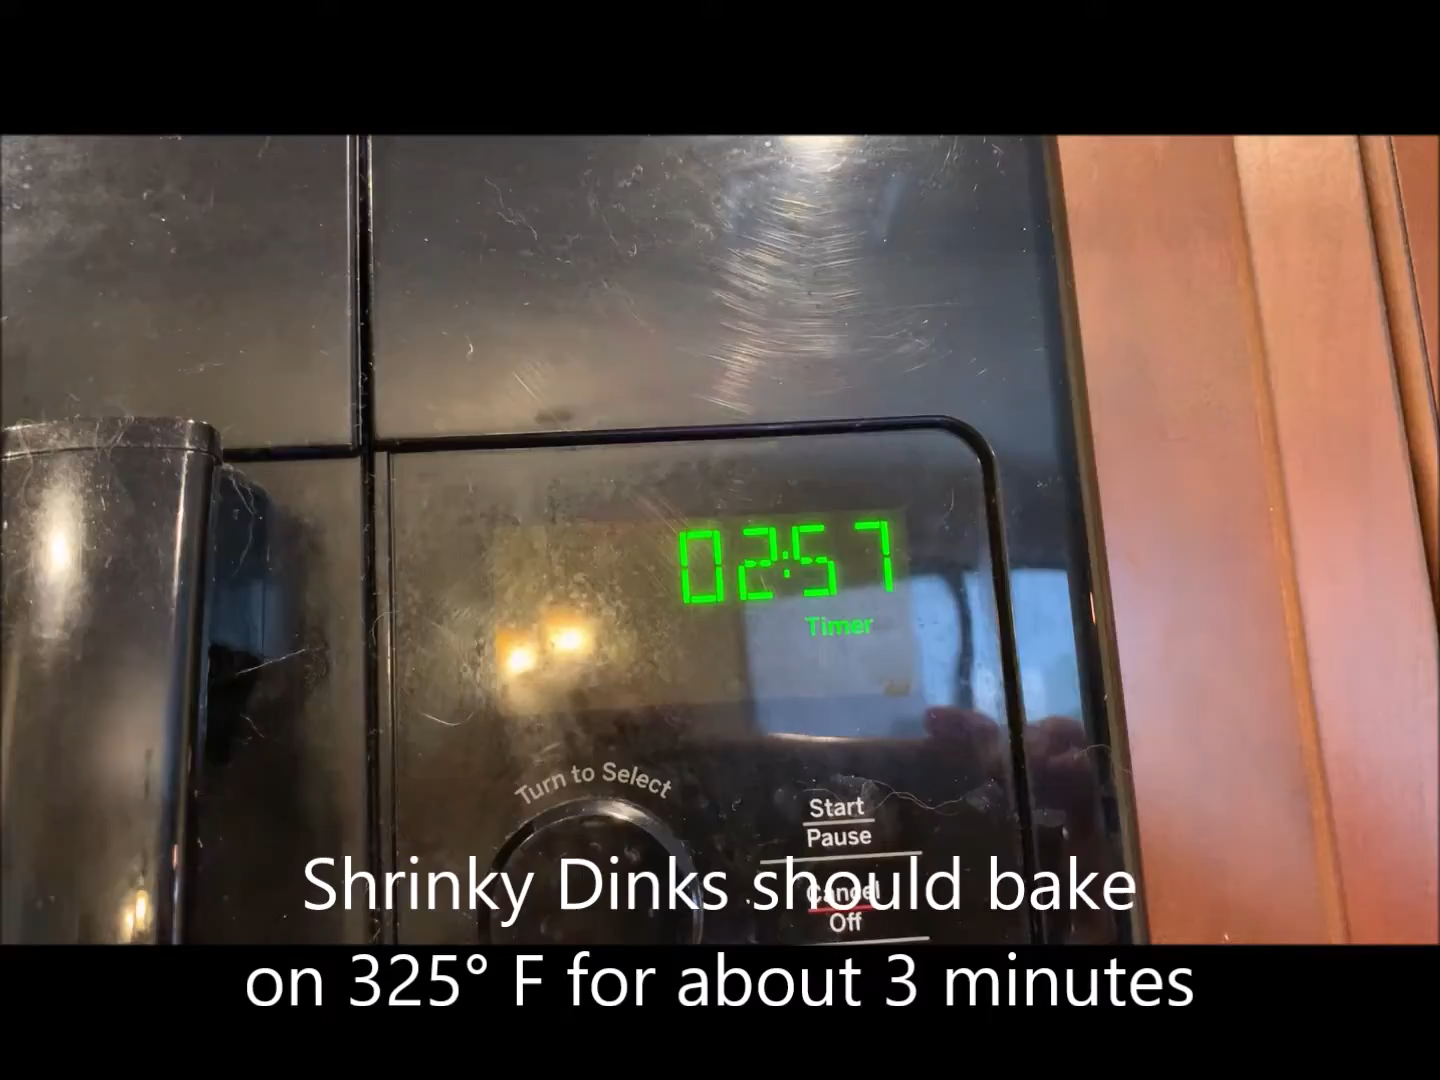 02:57
Timer
Turn to Select
Start
Pause
Cancel
Off
Shrinky Dinks should bake
on 325° F for about 3 minutes